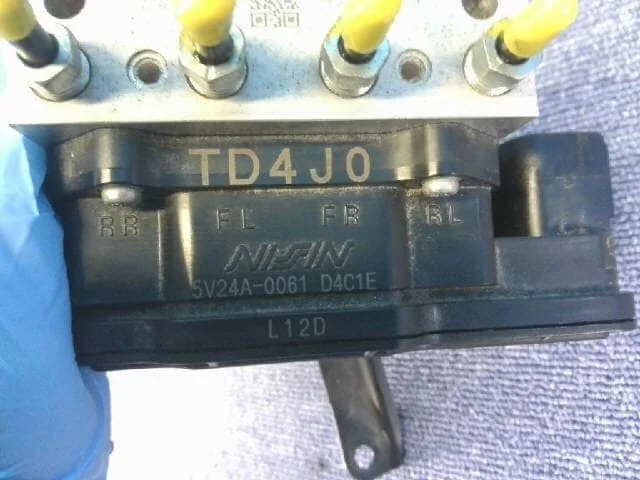 TD4J0
RR FL FR RL
NISSIN
5V24A-0061 D4C1E
L12D